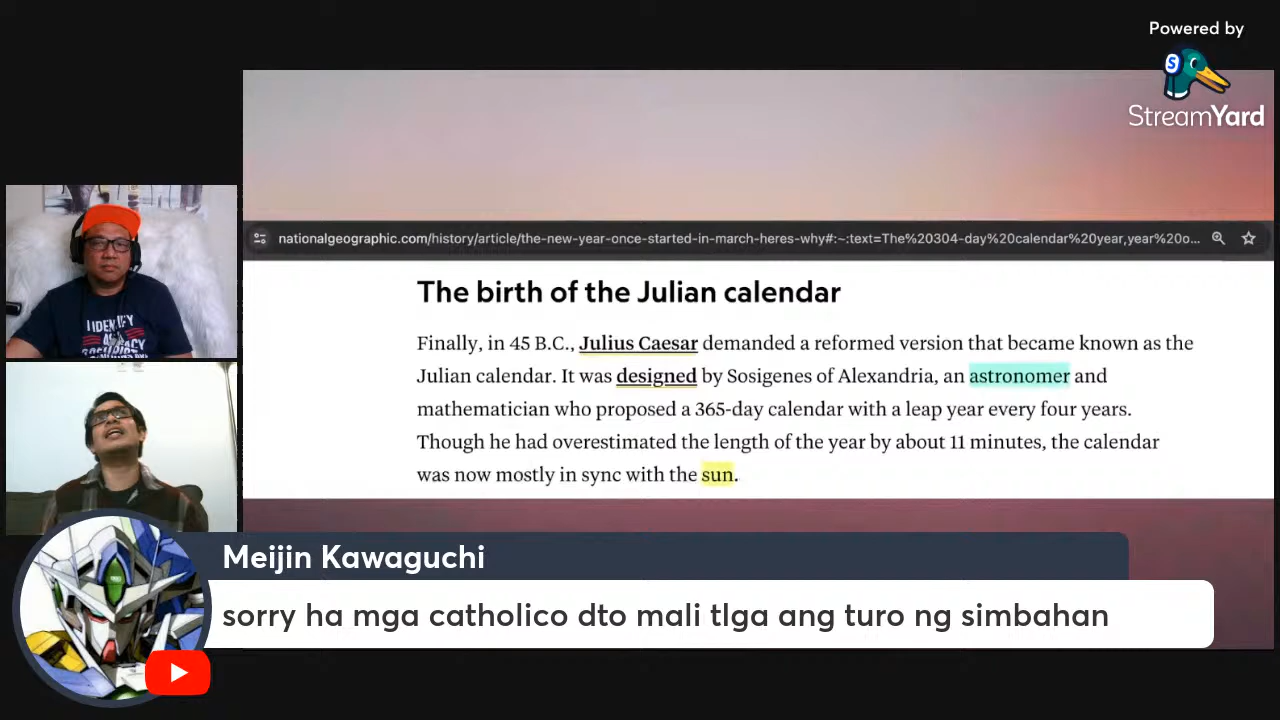 Powered by
StreamYard
nationalgeographic.com/history/article/the-new-year-once-started-in-march-heres-why#:~:text=The%20304-day%20calendar%20year,year%20o...
The birth of the Julian calendar
Finally, in 45 B.C., Julius Caesar demanded a reformed version that became known as the
Julian calendar. It was designed by Sosigenes of Alexandria, an astronomer and
mathematician who proposed a 365-day calendar with a leap year every four years.
Though he had overestimated the length of the year by about 11 minutes, the calendar
was now mostly in sync with the sun.
I IDENTIFY
AS A
Meijin Kawaguchi
sorry ha mga catholico dto mali tlga ang turo ng simbahan